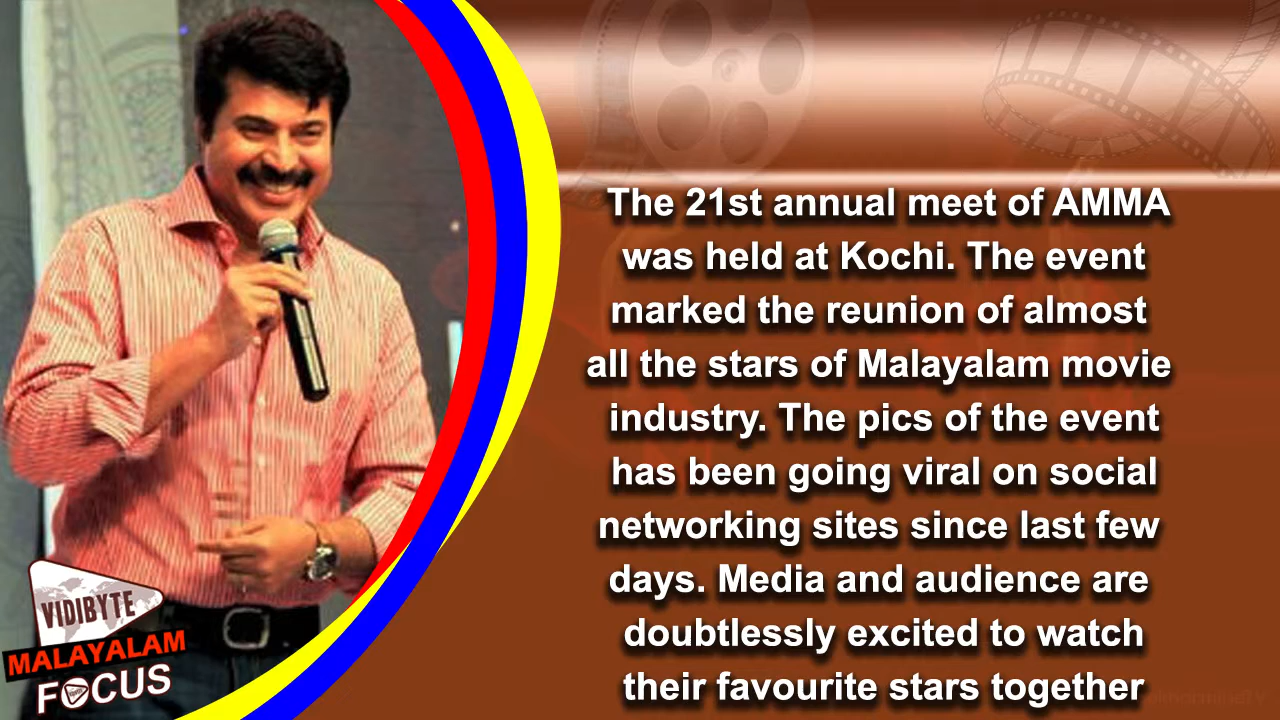 The 21st annual meet of AMMA
was held at Kochi. The event
marked the reunion of almost
all the stars of Malayalam movie
industry. The pics of the event
has been going viral on social
networking sites since last few
days. Media and audience are
doubtlessly excited to watch
their favourite stars together
VIDIBYTE
MALAYALAM
FOCUS